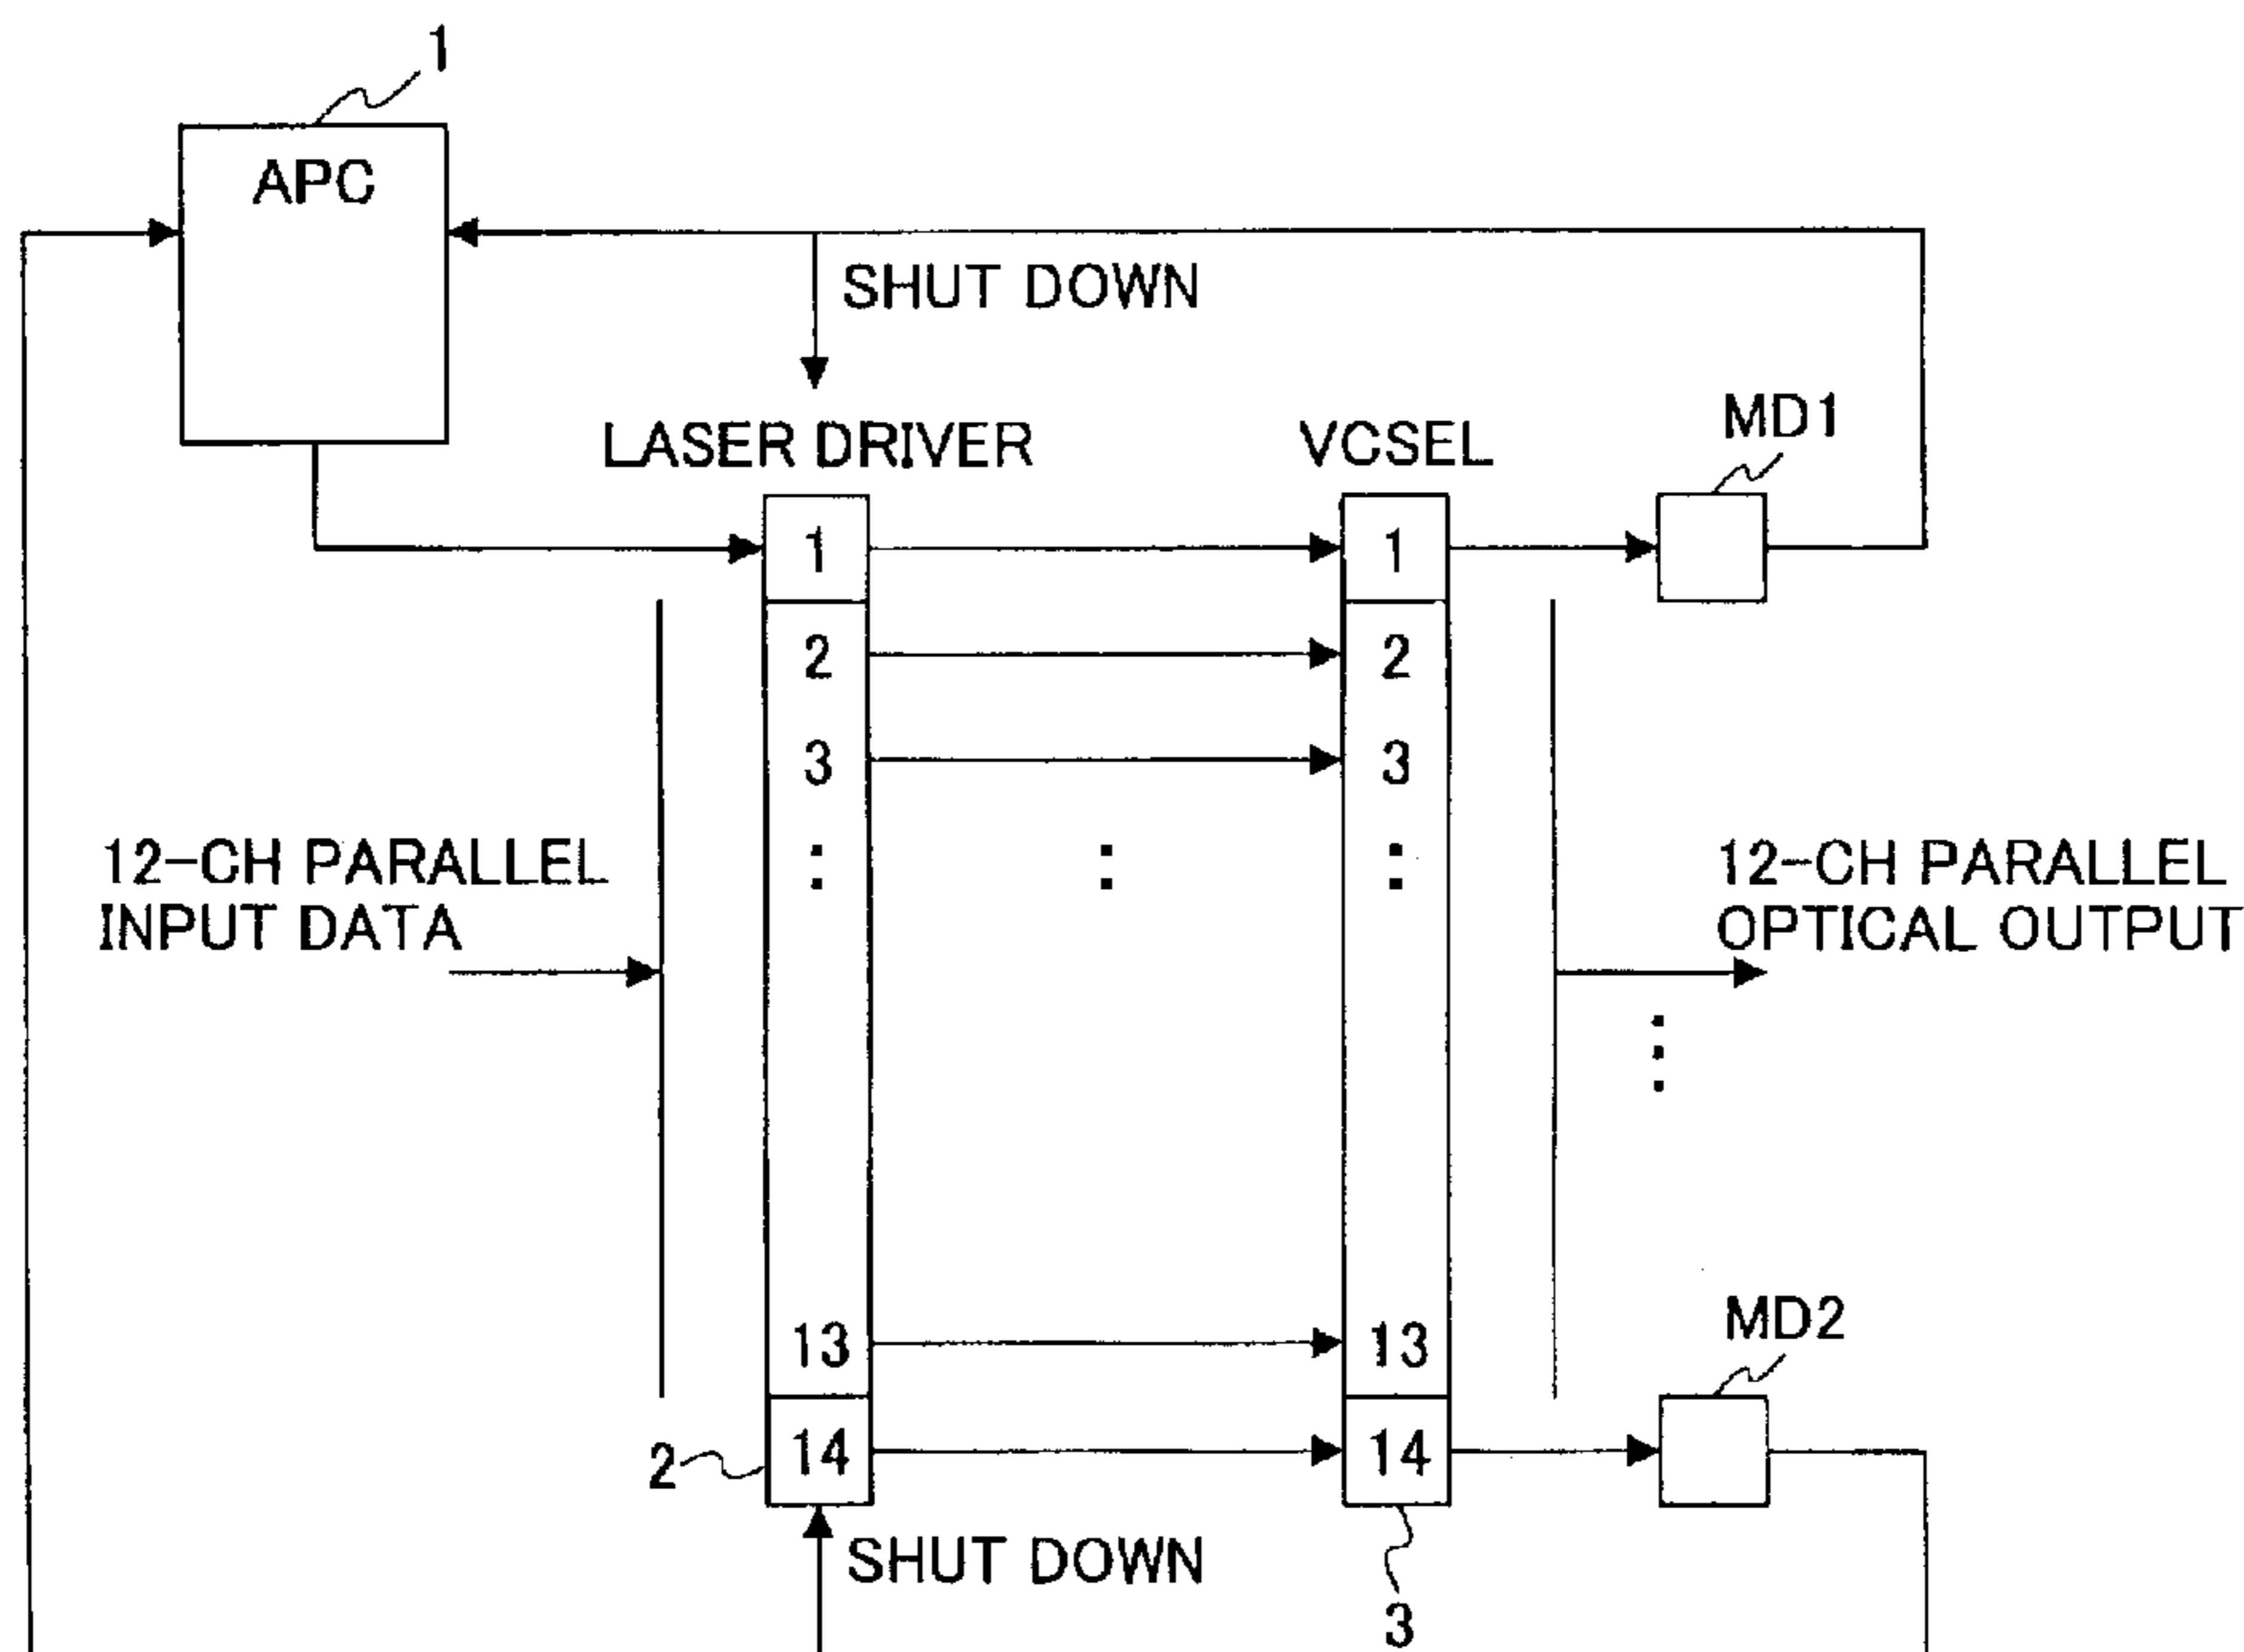 1
APC
SHUT DOWN
LASER DRIVER
VCSEL
MD1
1
1
2
2
3
3
:
:
:
12-CH PARALLEL
INPUT DATA
12-CH PARALLEL
OPTICAL OUTPUT
13
13
MD2
2
14
14
SHUT DOWN
3